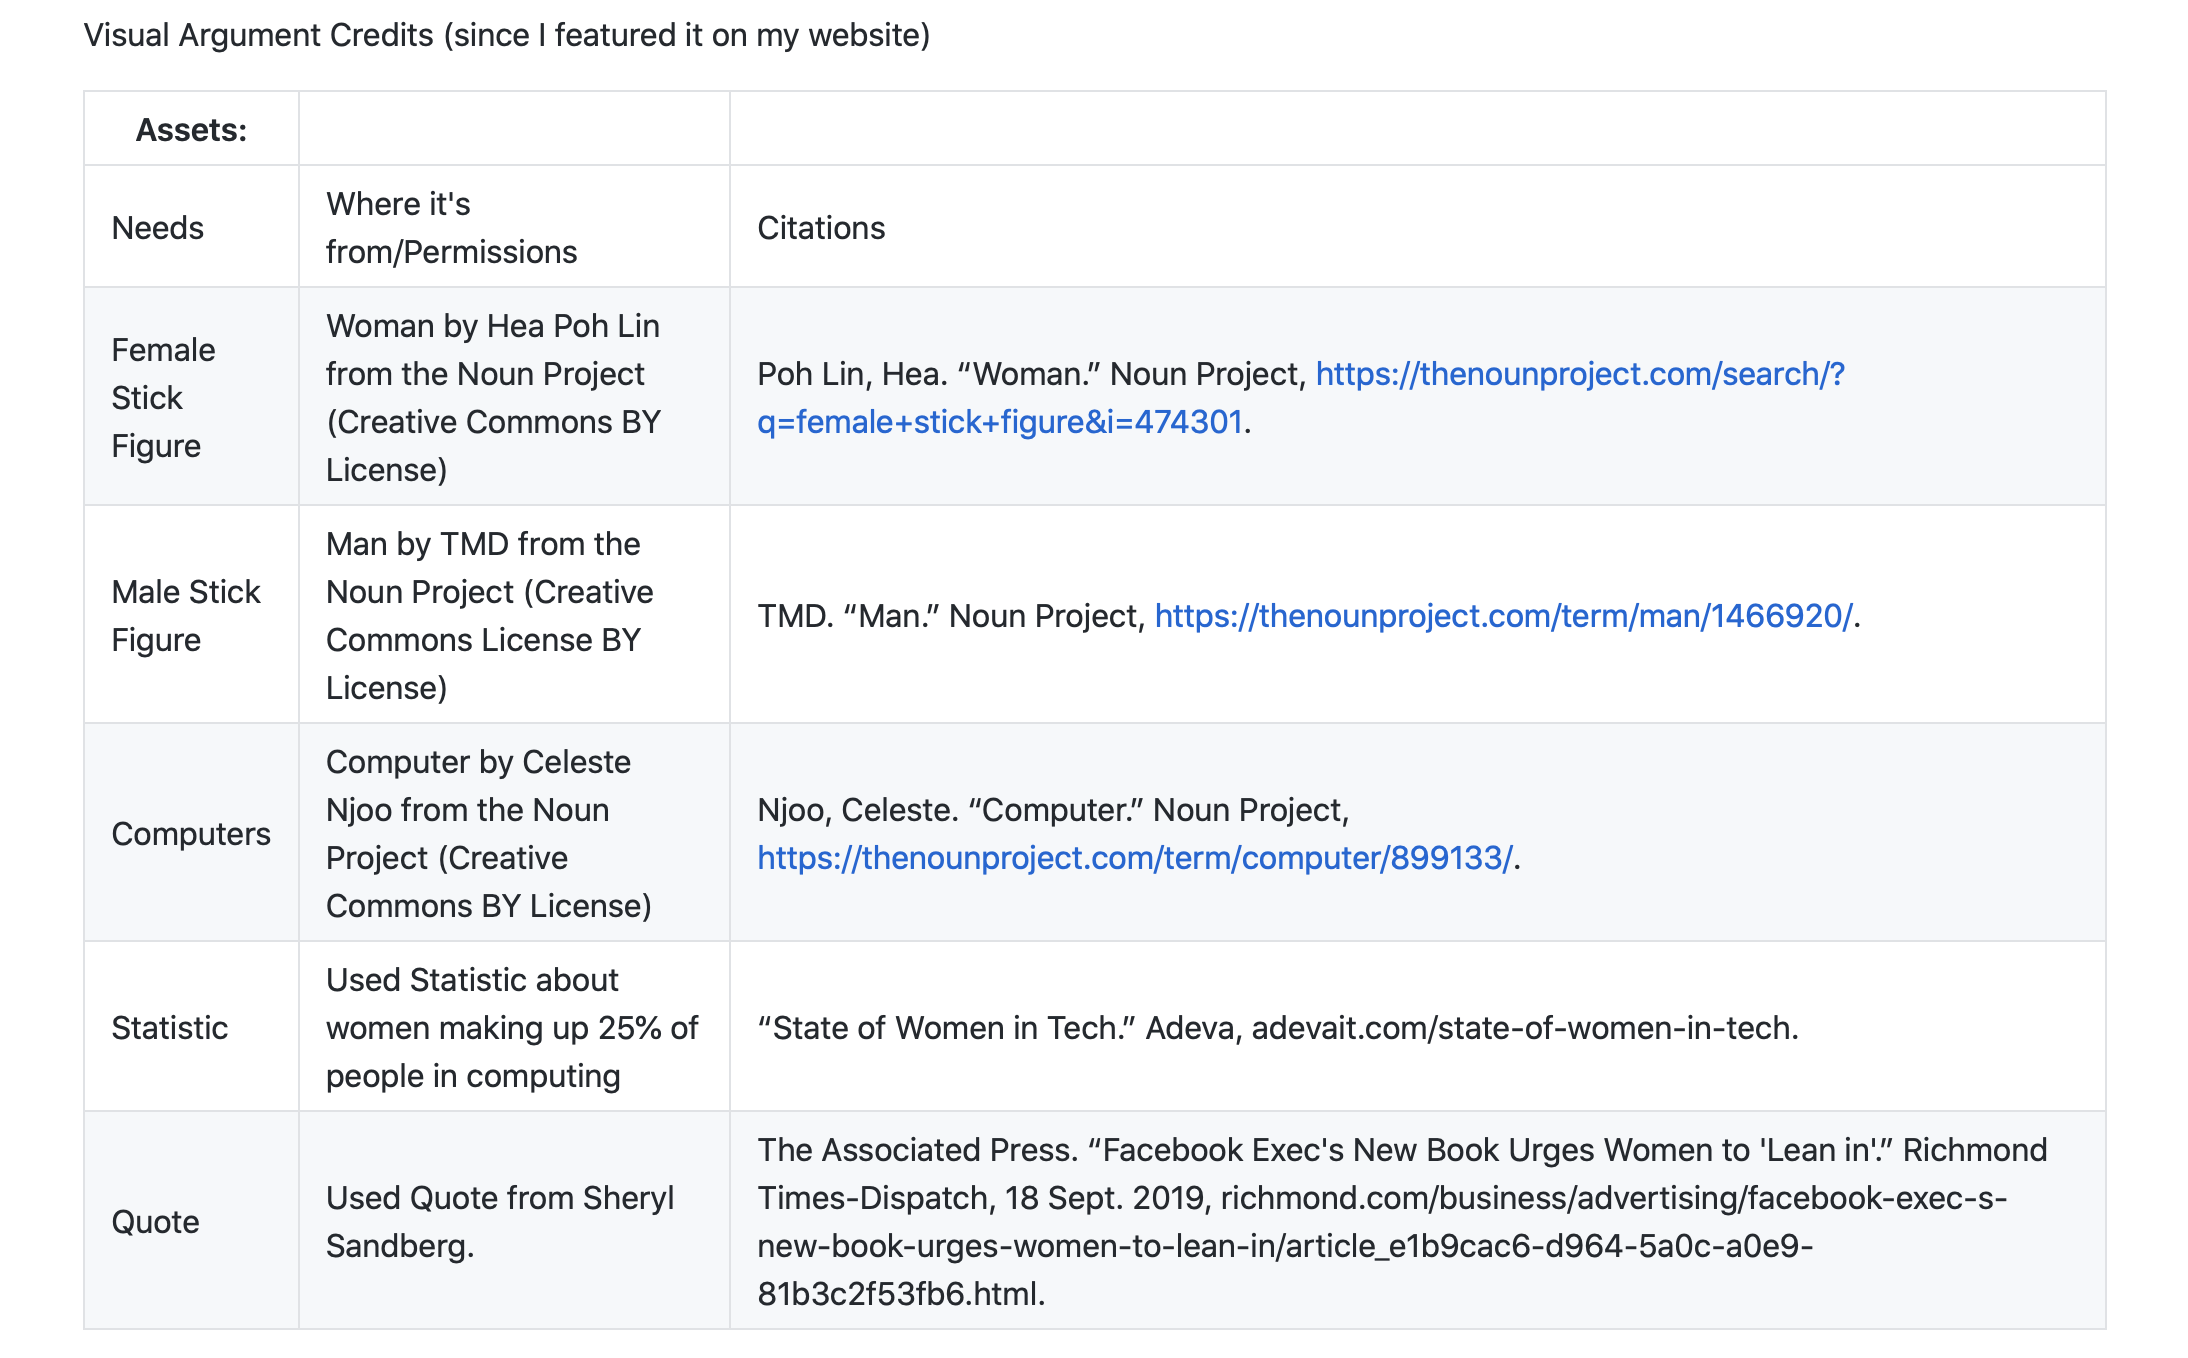 Visual Argument Credits (since I featured it on my website)
Assets:
Needs
Where it's
from/Permissions
Citations
Female
Stick
Figure
Woman by Hea Poh Lin
from the Noun Project
(Creative Commons BY
License)
Poh Lin, Hea. “Woman.” Noun Project, https://thenounproject.com/search/?
q=female+stick+figure&i=474301.
Male Stick
Figure
Man by TMD from the
Noun Project (Creative
Commons License BY
License)
TMD. “Man.” Noun Project, https://thenounproject.com/term/man/1466920/.
Computers
Computer by Celeste
Njoo from the Noun
Project (Creative
Commons BY License)
Njoo, Celeste. “Computer.” Noun Project,
https://thenounproject.com/term/computer/899133/.
Statistic
Used Statistic about
women making up 25% of
people in computing
“State of Women in Tech.” Adeva, adevait.com/state-of-women-in-tech.
Quote
Used Quote from Sheryl
Sandberg.
The Associated Press. “Facebook Exec's New Book Urges Women to 'Lean in'.” Richmond
Times-Dispatch, 18 Sept. 2019, richmond.com/business/advertising/facebook-exec-s-
new-book-urges-women-to-lean-in/article_e1b9cac6-d964-5a0c-a0e9-
81b3c2f53fb6.html.